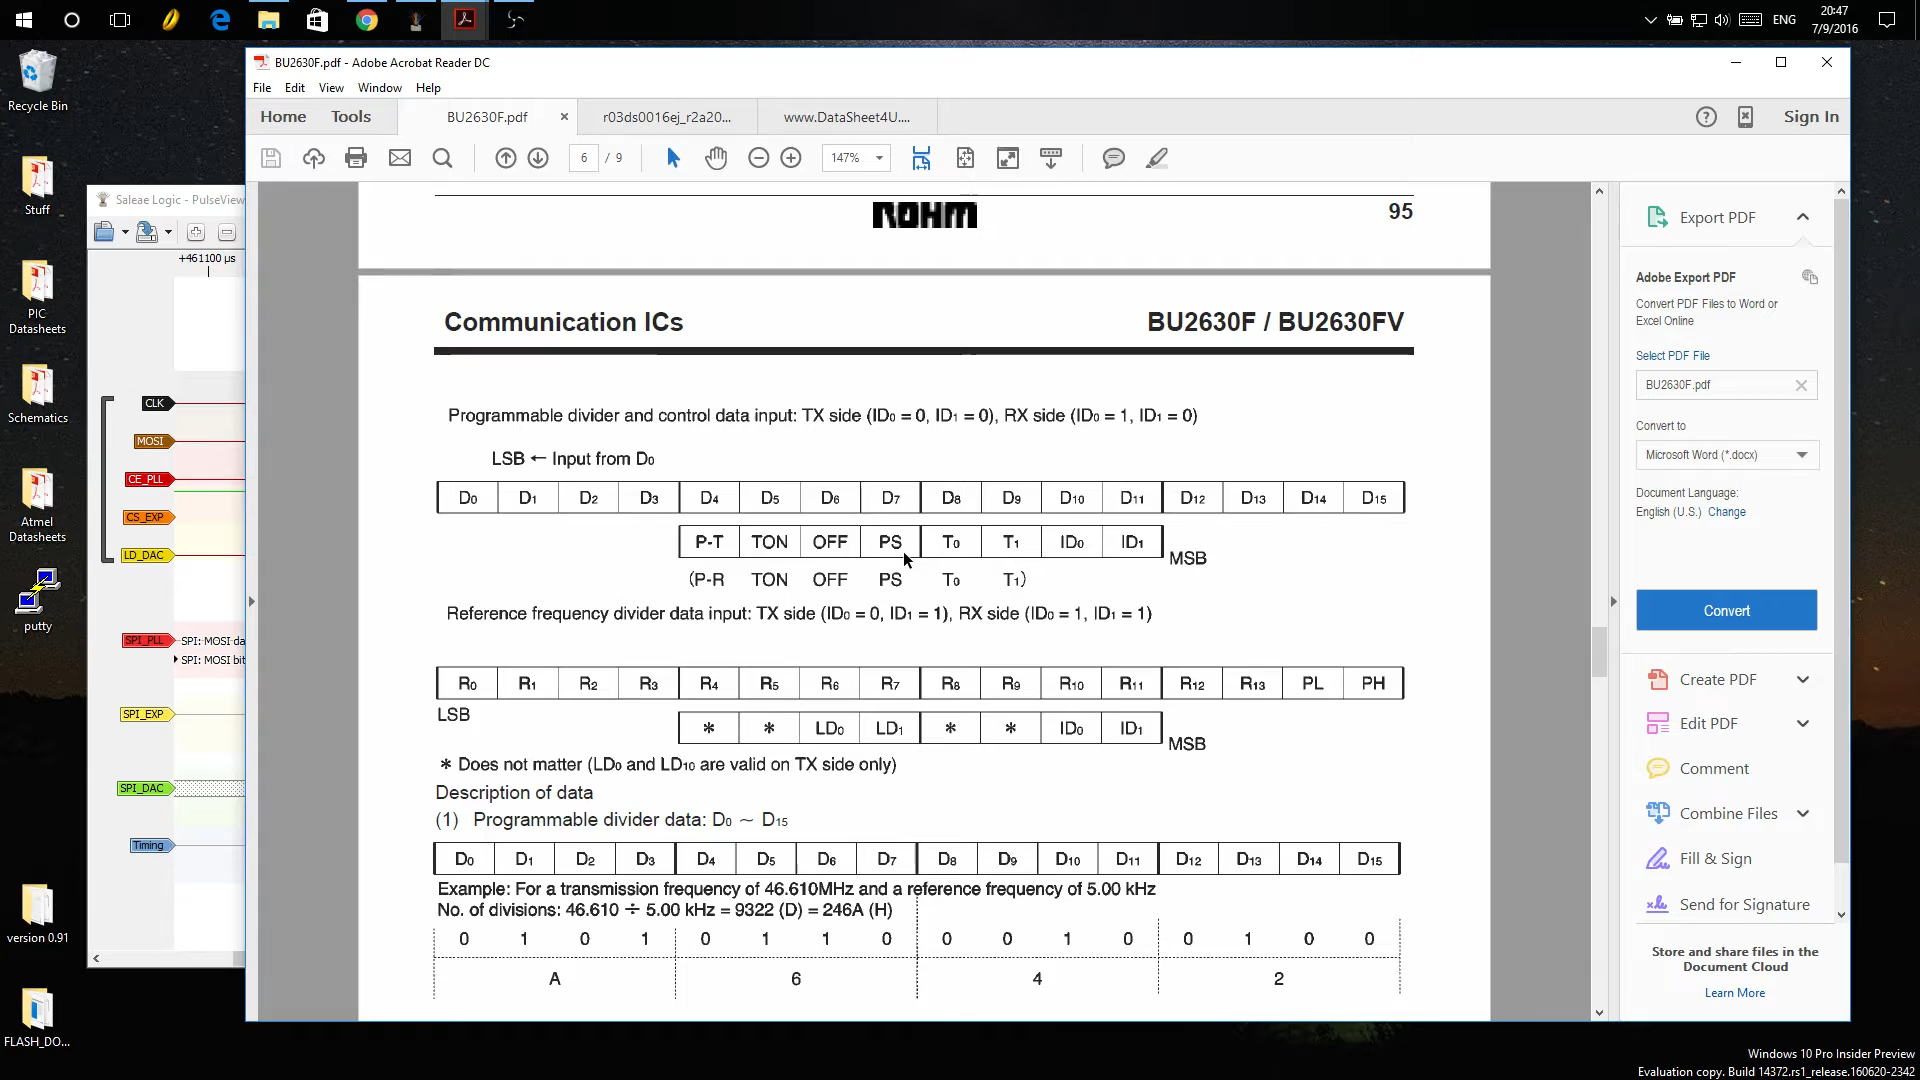 20:47
ENG
7/9/2016
Recycle Bin
Stuff
PIC
Datasheets
Schematics
Atmel
Datasheets
putty
version 0.91
FLASH_DO...
Saleae Logic - PulseView
+461100 µs
CLK
MOSI
CE_PLL
CS_EXP
LD_DAC
SPI_PLL
SPI: MOSI da
SPI: MOSI bit
SPI_EXP
SPI_DAC
Timing
BU2630F.pdf - Adobe Acrobat Reader DC
File Edit View Window Help
Home Tools BU2630F.pdf × r03ds0016ej_r2a20... www.DataSheet4U.... Sign In
6 / 9 147%
ROHM 95
Communication ICs BU2630F / BU2630FV
Programmable divider and control data input: TX side (ID0 = 0, ID1 = 0), RX side (ID0 = 1, ID1 = 0)
LSB ← Input from D0
D0 D1 D2 D3 D4 D5 D6 D7 D8 D9 D10 D11 D12 D13 D14 D15
P-T TON OFF PS T0 T1 ID0 ID1 MSB
(P-R TON OFF PS T0 T1)
Reference frequency divider data input: TX side (ID0 = 0, ID1 = 1), RX side (ID0 = 1, ID1 = 1)
R0 R1 R2 R3 R4 R5 R6 R7 R8 R9 R10 R11 R12 R13 PL PH
LSB
* * LD0 LD1 * * ID0 ID1 MSB
* Does not matter (LD0 and LD10 are valid on TX side only)
Description of data
(1) Programmable divider data: D0 ~ D15
D0 D1 D2 D3 D4 D5 D6 D7 D8 D9 D10 D11 D12 D13 D14 D15
Example: For a transmission frequency of 46.610MHz and a reference frequency of 5.00 kHz
No. of divisions: 46.610 ÷ 5.00 kHz = 9322 (D) = 246A (H)
0 1 0 1 0 1 1 0 0 0 1 0 0 1 0 0
A 6 4 2
Export PDF
Adobe Export PDF
Convert PDF Files to Word or
Excel Online
Select PDF File
BU2630F.pdf
Convert to
Microsoft Word (*.docx)
Document Language:
English (U.S.) Change
Convert
Create PDF
Edit PDF
Comment
Combine Files
Fill & Sign
Send for Signature
Store and share files in the
Document Cloud
Learn More
Windows 10 Pro Insider Preview
Evaluation copy. Build 14372.rs1_release.160620-2342